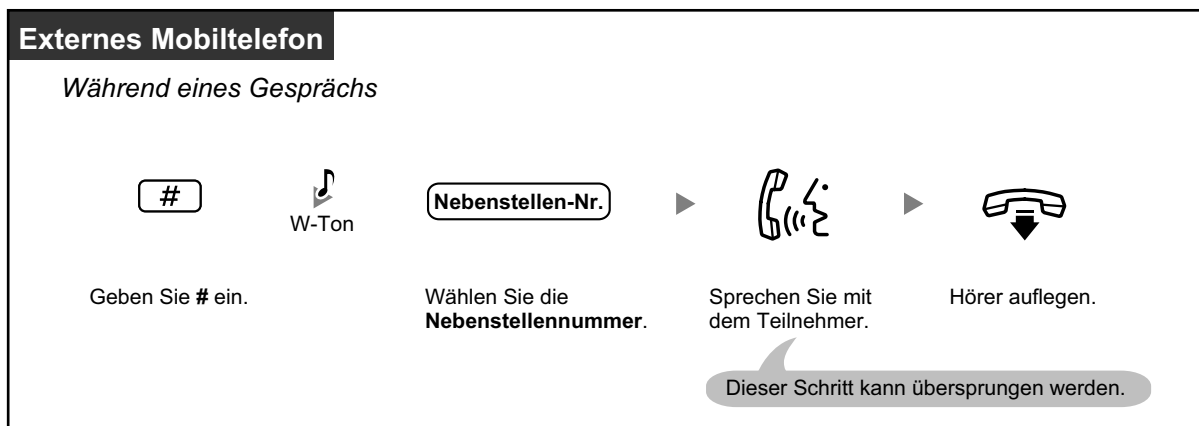 Externes Mobiltelefon
Während eines Gesprächs
#
W-Ton
Nebenstellen-Nr.
Geben Sie # ein.
Wählen Sie die
Nebenstellennummer.
Sprechen Sie mit
dem Teilnehmer.
Hörer auflegen.
Dieser Schritt kann übersprungen werden.